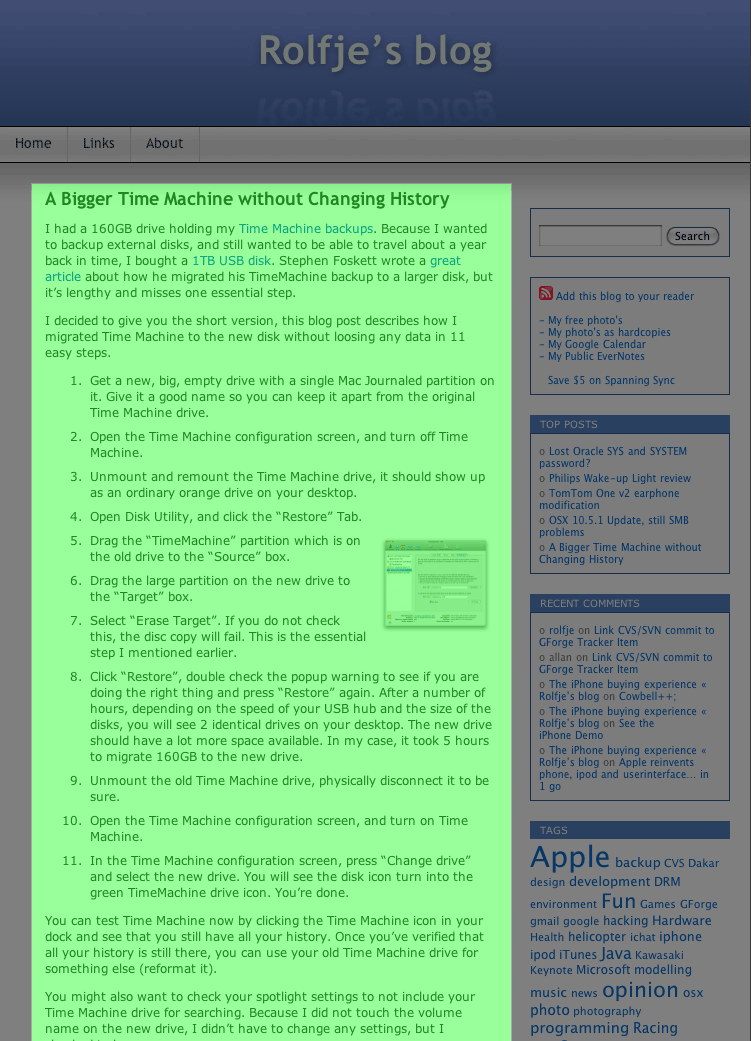 Rolfje's blog
Home
Links
About
A Bigger Time Machine without Changing History
I had a 160GB drive holding my Time Machine backups. Because I wanted
to backup external disks, and still wanted to be able to travel about a year
back in time, I bought a 1TB USB disk. Stephen Foskett wrote a great
article about how he migrated his TimeMachine backup to a larger disk, but
it's lengthy and misses one essential step.
I decided to give you the short version, this blog post describes how I
migrated Time Machine to the new disk without loosing any data in 11
easy steps.
1. Get a new, big, empty drive with a single Mac Journaled partition on
it. Give it a good name so you can keep it apart from the original
Time Machine drive.
2. Open the Time Machine configuration screen, and turn off Time
Machine.
3. Unmount and remount the Time Machine drive, it should show up
as an ordinary orange drive on your desktop.
4. Open Disk Utility, and click the “Restore” Tab.
5. Drag the “TimeMachine” partition which is on
the old drive to the “Source” box.
6. Drag the large partition on the new drive to
the “Target” box.
7. Select “Erase Target”. If you do not check
this, the disc copy will fail. This is the essential
step I mentioned earlier.
8. Click “Restore”, double check the popup warning to see if you are
doing the right thing and press “Restore” again. After a number of
hours, depending on the speed of your USB hub and the size of the
disks, you will see 2 identical drives on your desktop. The new drive
should have a lot more space available. In my case, it took 5 hours
to migrate 160GB to the new drive.
9. Unmount the old Time Machine drive, physically disconnect it to be
sure.
10. Open the Time Machine configuration screen, and turn on Time
Machine.
11. In the Time Machine configuration screen, press “Change drive”
and select the new drive. You will see the disk icon turn into the
green TimeMachine drive icon. You're done.
You can test Time Machine now by clicking the Time Machine icon in your
dock and see that you still have all your history. Once you've verified that
all your history is still there, you can use your old Time Machine drive for
something else (reformat it).
You might also want to check your spotlight settings to not include your
Time Machine drive for searching. Because I did not touch the volume
name on the new drive, I didn't have to change any settings, but I
Search
Add this blog to your reader
– My free photo's
– My photo's as hardcopies
– My Google Calendar
– My Public EverNotes
Save $5 on Spanning Sync
TOP POSTS
o Lost Oracle SYS and SYSTEM
password?
o Philips Wake-up Light review
o TomTom One v2 earphone
modification
o OSX 10.5.1 Update, still SMB
problems
o A Bigger Time Machine without
Changing History
RECENT COMMENTS
o rolfje on Link CVS/SVN commit to
GForge Tracker Item
o allan on Link CVS/SVN commit to
GForge Tracker Item
o The iPhone buying experience «
Rolfje's blog on Cowbell++;
o The iPhone buying experience «
Rolfje's blog on See the
iPhone Demo
o The iPhone buying experience «
Rolfje's blog on Apple reinvents
phone, ipod and userinterface... in
1 go
TAGS
Apple backup CVS Dakar
design development DRM
environment Fun Games GForge
gmail google hacking Hardware
Health helicopter ichat iphone
ipod iTunes Java Kawasaki
Keynote Microsoft modelling
music news opinion osx
photo photography
programming Racing